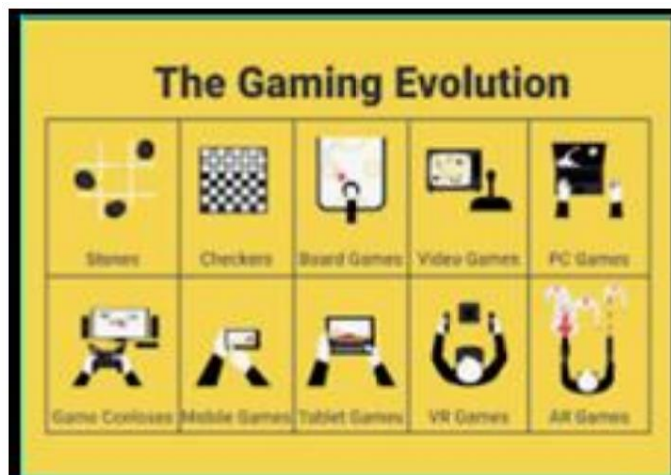 The Gaming Evolution
Stones Checkers Board Games Video Games PC Games
Game Conloses Mobile Games Tablet Games VR Games AR Games